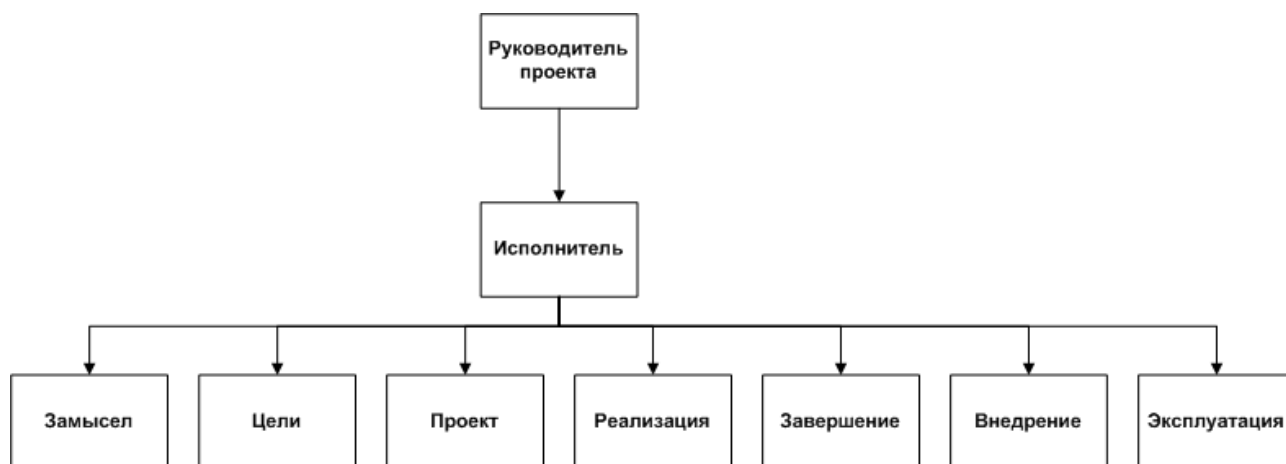 Руководитель
проекта
Исполнитель
Замысел
Цели
Проект
Реализация
Завершение
Внедрение
Эксплуатация